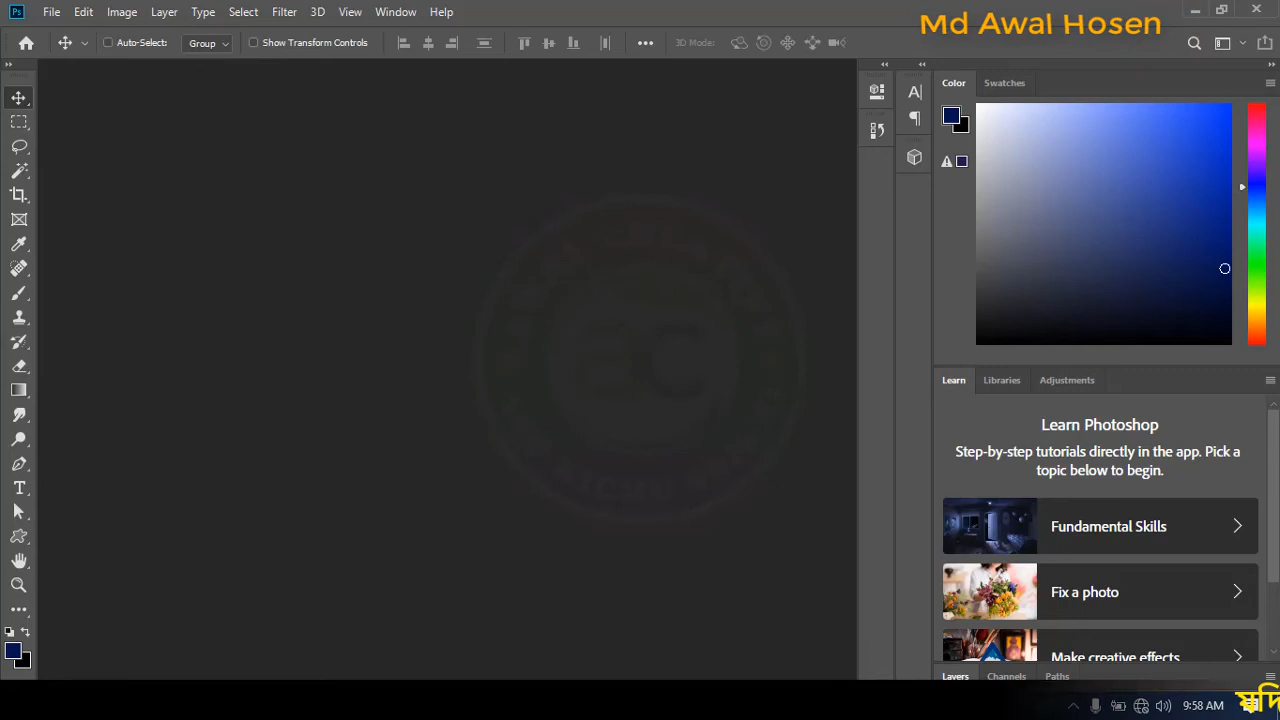 Ps File Edit Image Layer Type Select Filter 3D View Window Help
Md Awal Hosen
Auto-Select: Group Show Transform Controls 3D Mode:
Color Swatches
Learn Libraries Adjustments
Learn Photoshop
Step-by-step tutorials directly in the app. Pick a
topic below to begin.
Fundamental Skills
Fix a photo
Make creative effects
Layers Channels Paths
9:58 AM
যদি